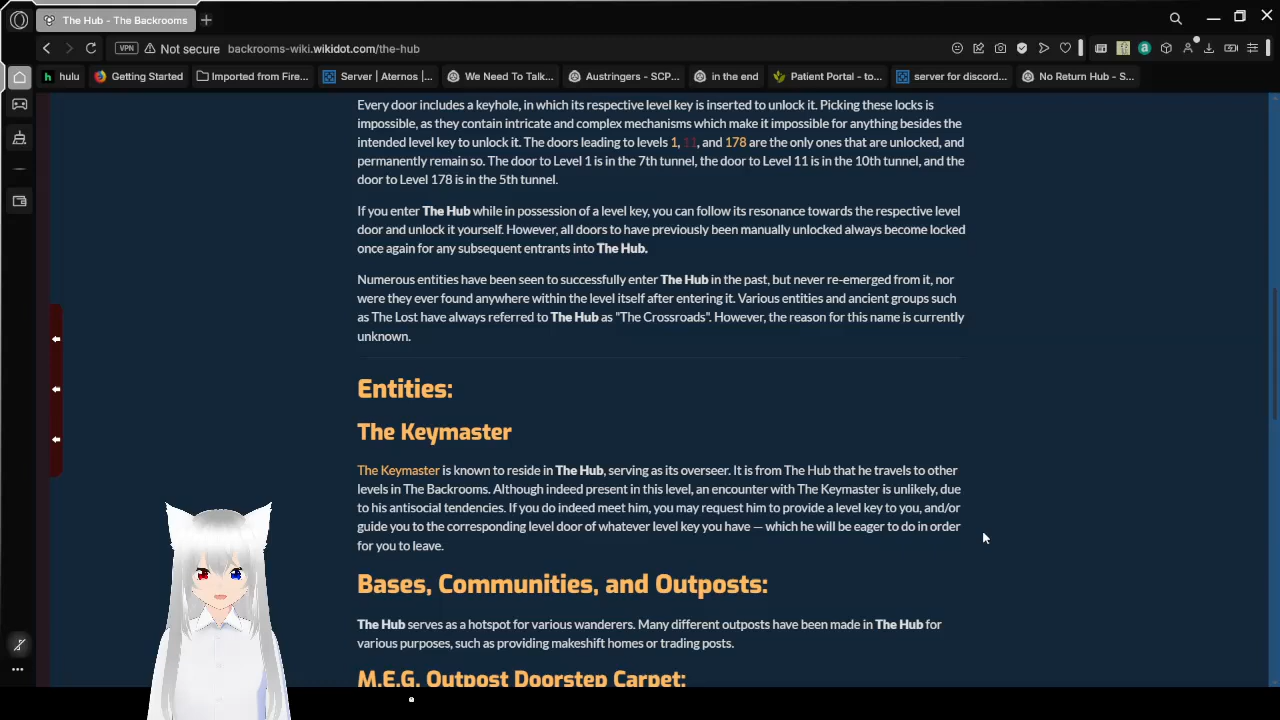 The Hub - The Backrooms
VPN
Not secure
backrooms-wiki.wikidot.com/the-hub
hulu
Getting Started
Imported from Fire...
Server | Aternos |...
We Need To Talk...
Austringers - SCP...
in the end
Patient Portal - to...
server for discord...
No Return Hub - S...
Every door includes a keyhole, in which its respective level key is inserted to unlock it. Picking these locks is
impossible, as they contain intricate and complex mechanisms which make it impossible for anything besides the
intended level key to unlock it. The doors leading to levels 1, 11, and 178 are the only ones that are unlocked, and
permanently remain so. The door to Level 1 is in the 7th tunnel, the door to Level 11 is in the 10th tunnel, and the
door to Level 178 is in the 5th tunnel.
If you enter The Hub while in possession of a level key, you can follow its resonance towards the respective level
door and unlock it yourself. However, all doors to have previously been manually unlocked always become locked
once again for any subsequent entrants into The Hub.
Numerous entities have been seen to successfully enter The Hub in the past, but never re-emerged from it, nor
were they ever found anywhere within the level itself after entering it. Various entities and ancient groups such
as The Lost have always referred to The Hub as "The Crossroads". However, the reason for this name is currently
unknown.
Entities:
The Keymaster
The Keymaster is known to reside in The Hub, serving as its overseer. It is from The Hub that he travels to other
levels in The Backrooms. Although indeed present in this level, an encounter with The Keymaster is unlikely, due
to his antisocial tendencies. If you do indeed meet him, you may request him to provide a level key to you, and/or
guide you to the corresponding level door of whatever level key you have — which he will be eager to do in order
for you to leave.
Bases, Communities, and Outposts:
The Hub serves as a hotspot for various wanderers. Many different outposts have been made in The Hub for
various purposes, such as providing makeshift homes or trading posts.
M.E.G. Outpost Doorstep Carpet: